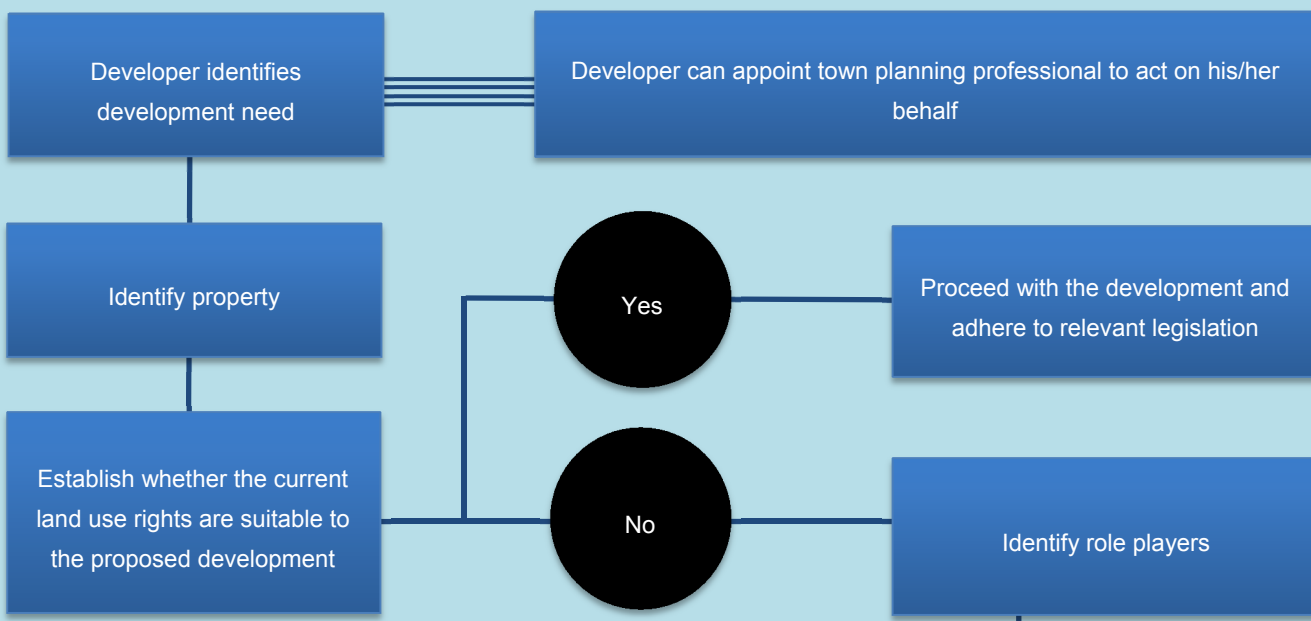 Developer identifies
development need
Developer can appoint town planning professional to act on his/her
behalf
Identify property
Yes
Proceed with the development and
adhere to relevant legislation
Establish whether the current
land use rights are suitable to
the proposed development
No
Identify role players